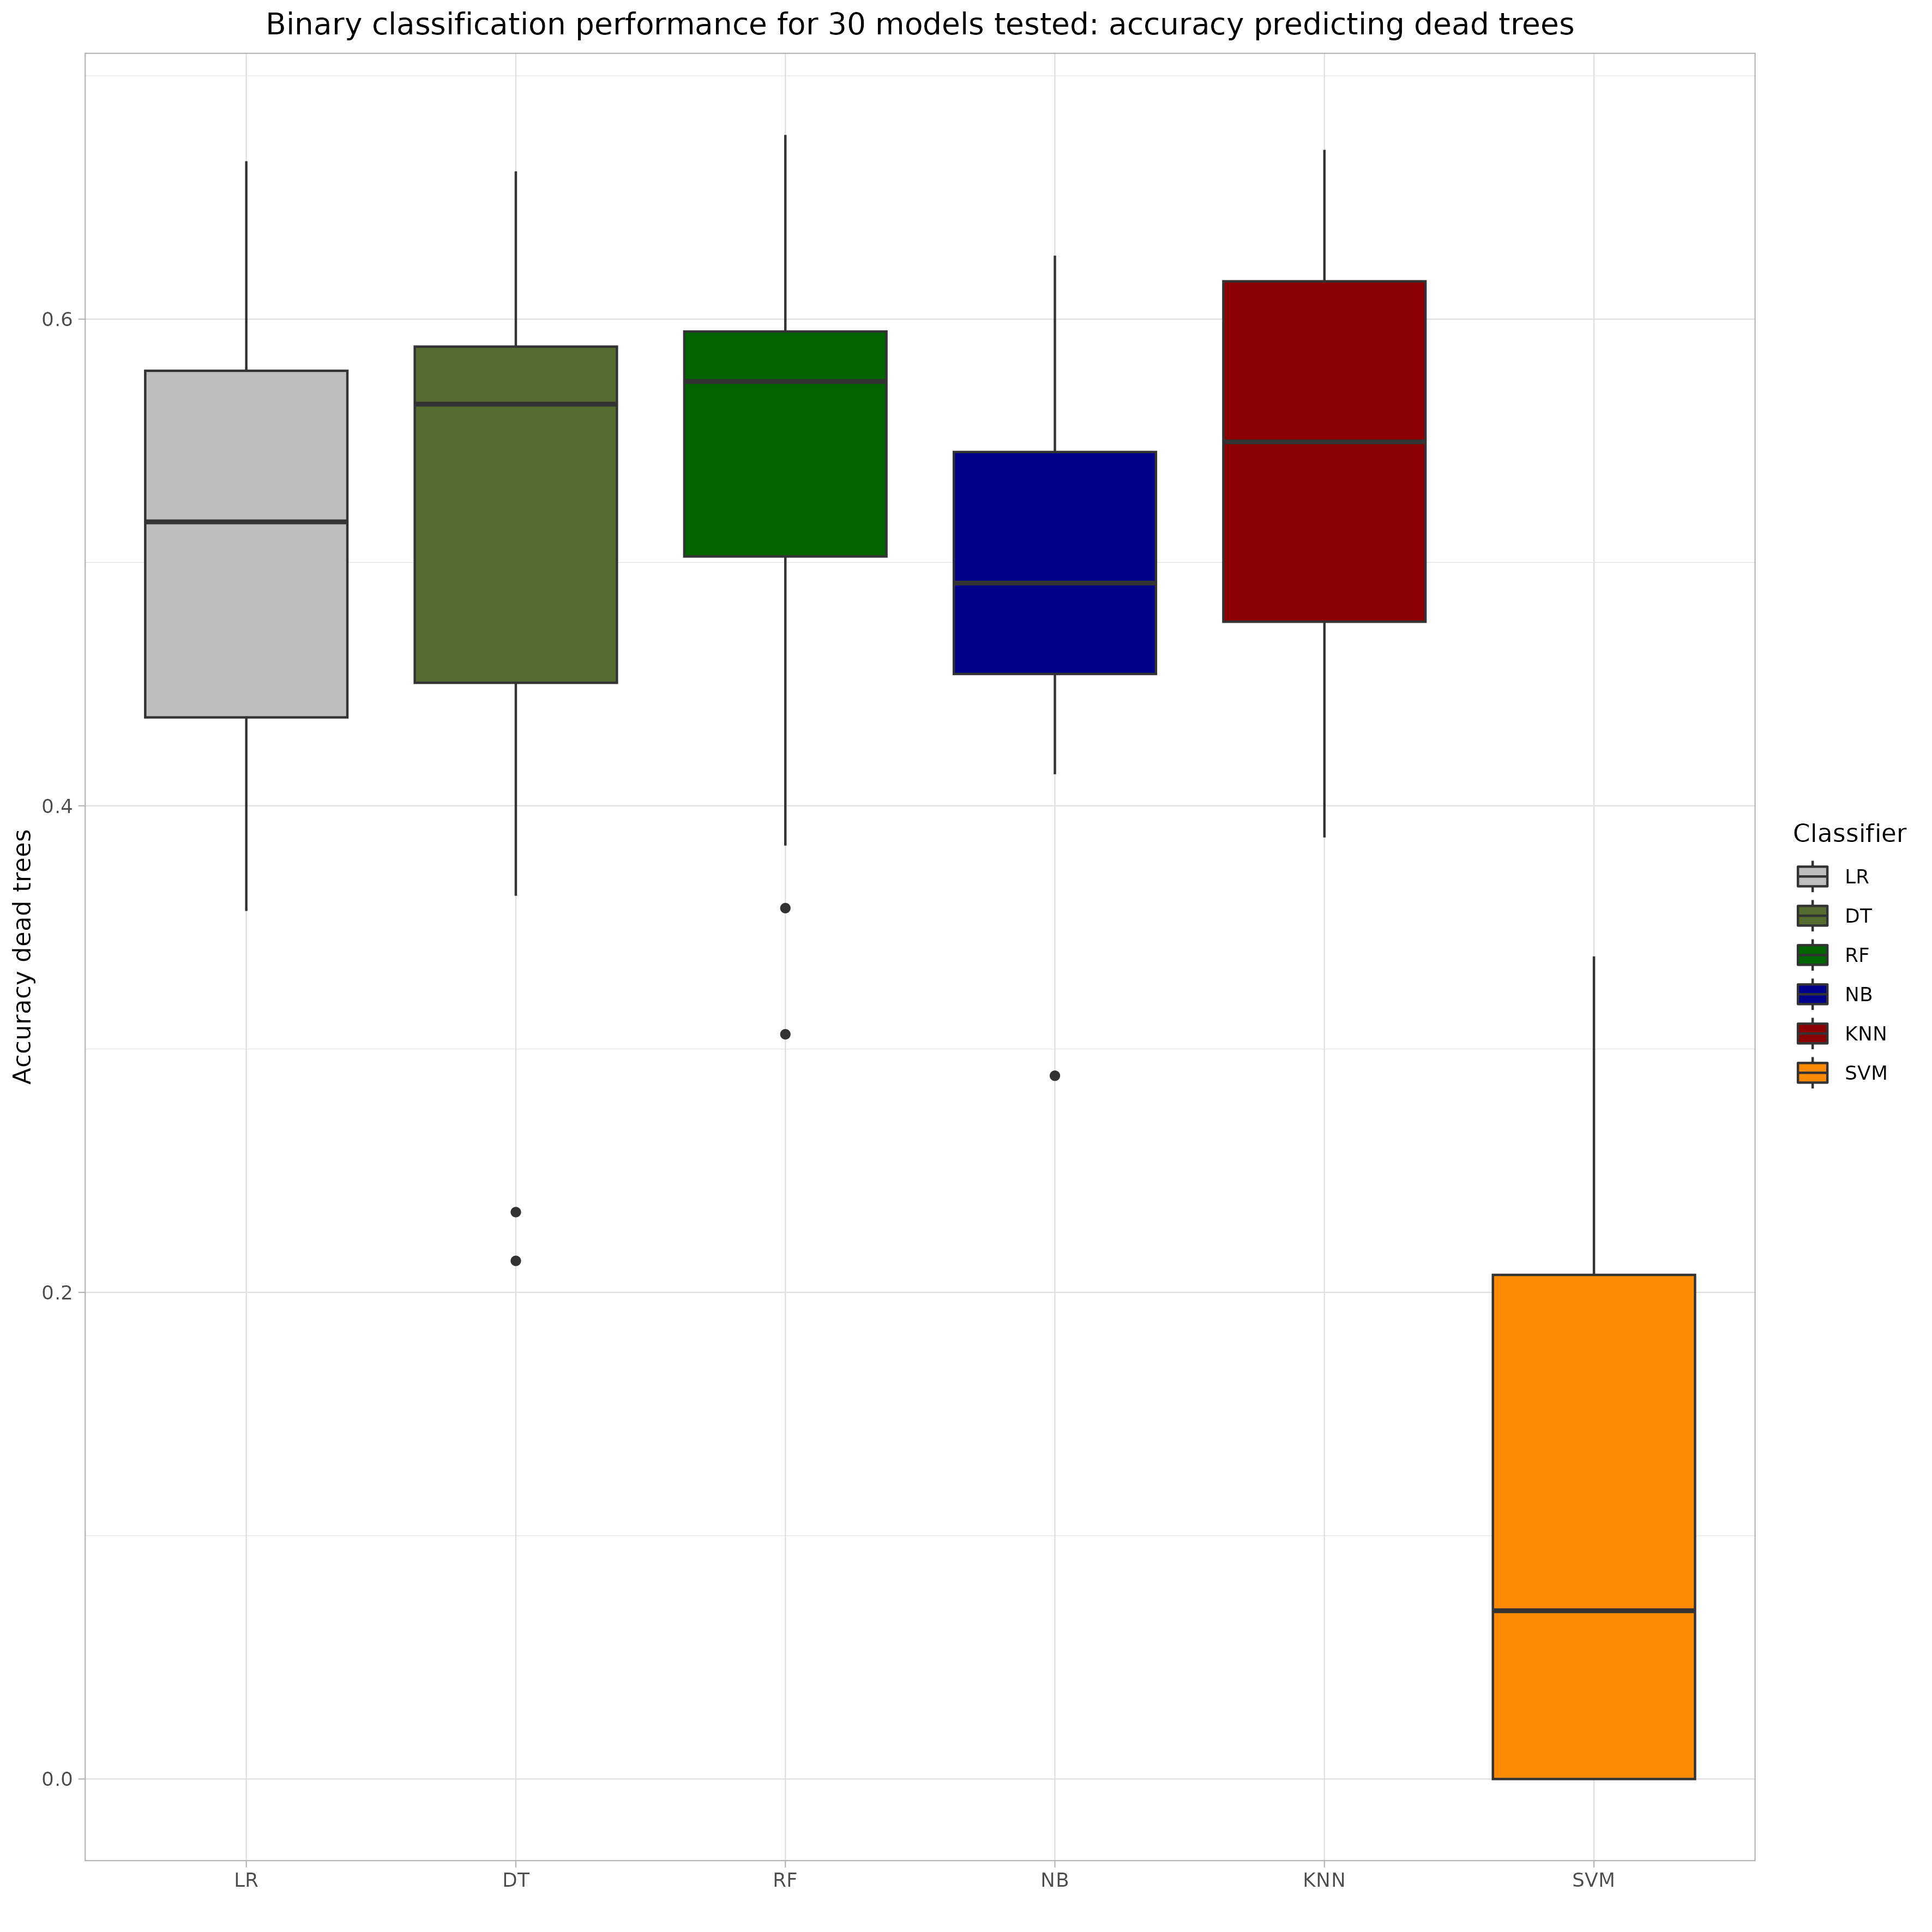 Binary classification performance for 30 models tested: accuracy predicting dead trees
Accuracy dead trees
0.6
0.4
0.2
0.0
LR DT RF NB KNN SVM
Classifier
LR
DT
RF
NB
KNN
SVM